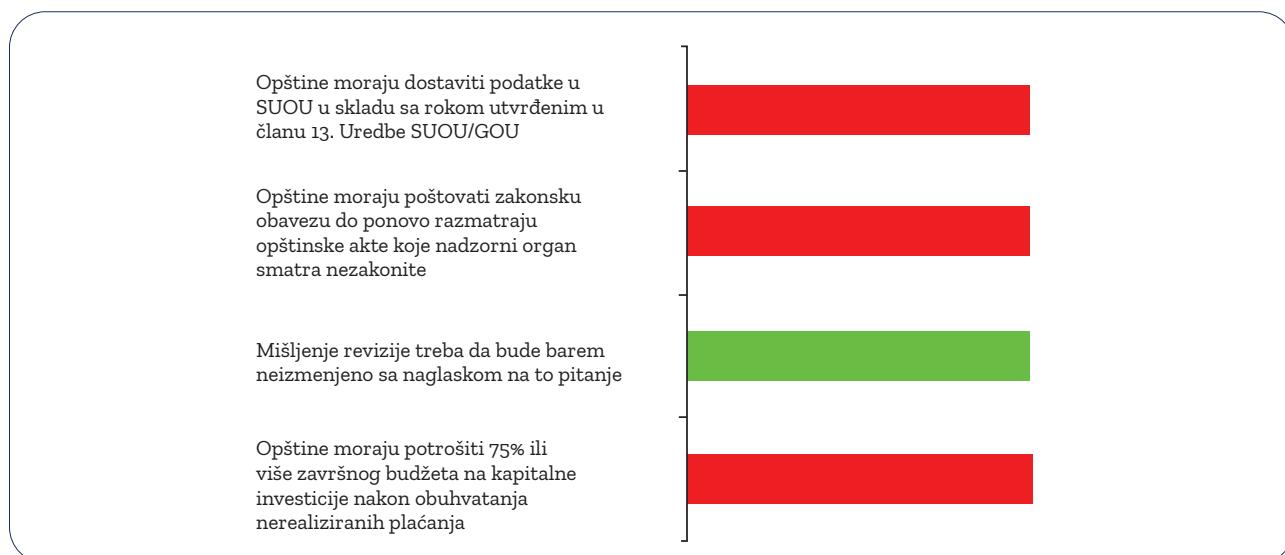 Opštine moraju dostaviti podatke u
SUOU u skladu sa rokom utvrđenim u
članu 13. Uredbe SUOU/GOU
Opštine moraju poštovati zakonsku
obavezu do ponovo razmatraju
opštinske akte koje nadzorni organ
smatra nezakonite
Mišljenje revizije treba da bude barem
neizmenjeno sa naglaskom na to pitanje
Opštine moraju potrošiti 75% ili
više završnog budžeta na kapitalne
investicije nakon obuhvatanja
nerealiziranih plaćanja